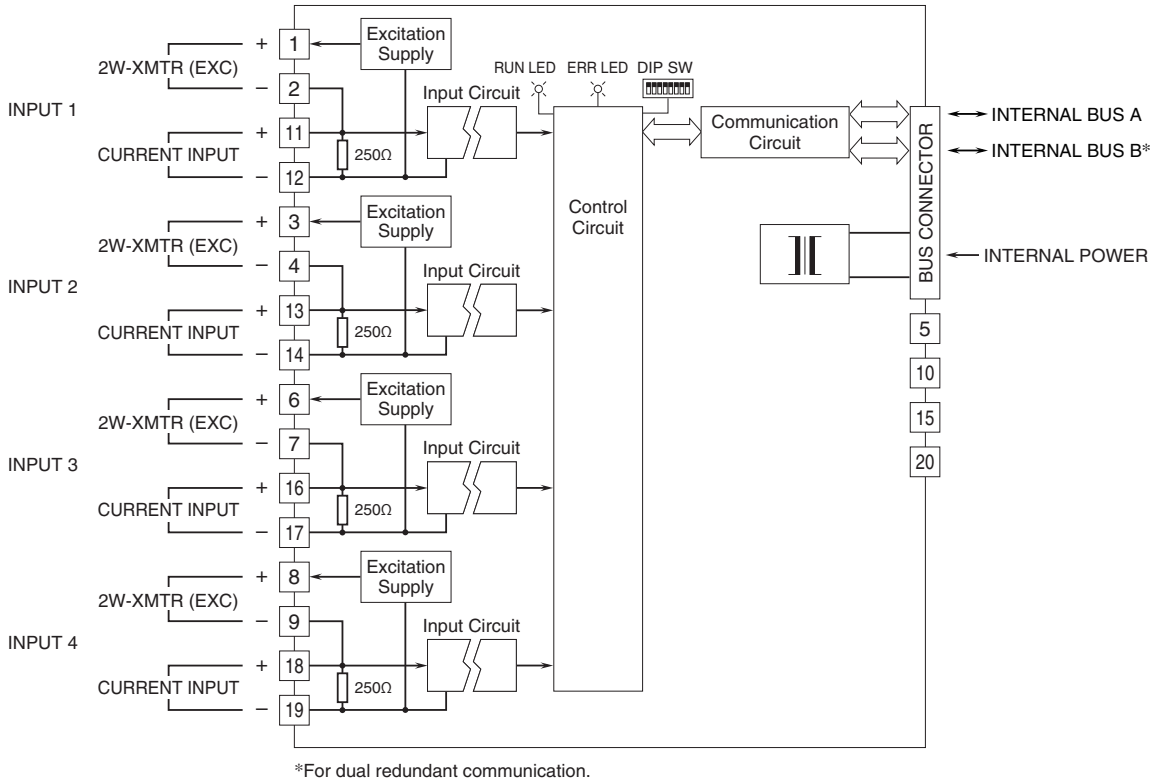 INPUT 1
2W-XMTR (EXC)
+ 1
− 2
CURRENT INPUT
+ 11
− 12
Excitation
Supply
250Ω
Input Circuit
INPUT 2
2W-XMTR (EXC)
+ 3
− 4
CURRENT INPUT
+ 13
− 14
Excitation
Supply
250Ω
Input Circuit
INPUT 3
2W-XMTR (EXC)
+ 6
− 7
CURRENT INPUT
+ 16
− 17
Excitation
Supply
250Ω
Input Circuit
INPUT 4
2W-XMTR (EXC)
+ 8
− 9
CURRENT INPUT
+ 18
− 19
Excitation
Supply
250Ω
Input Circuit
RUN LED
ERR LED
DIP SW
Control
Circuit
Communication
Circuit
BUS CONNECTOR
INTERNAL BUS A
INTERNAL BUS B*
INTERNAL POWER
5
10
15
20
*For dual redundant communication.